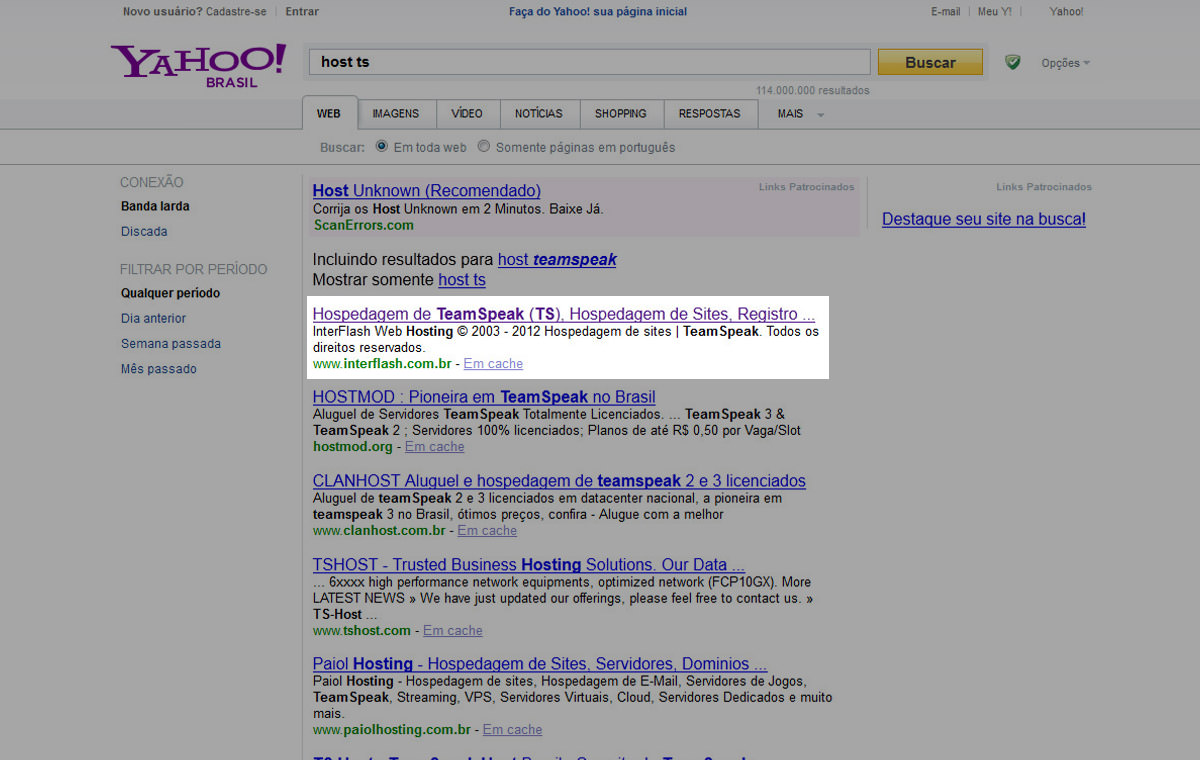 Novo usuário? Cadastre-se | Entrar
Faça do Yahoo! sua página inicial
E-mail | Meu Y! | Yahoo!
YAHOO!
BRASIL
host ts
Buscar
Opções
114.000.000 resultados
WEB IMAGENS VÍDEO NOTÍCIAS SHOPPING RESPOSTAS MAIS
Buscar: Em toda web Somente páginas em português
CONEXÃO
Banda larda
Discada
FILTRAR POR PERÍODO
Qualquer período
Dia anterior
Semana passada
Mês passado
Host Unknown (Recomendado)
Links Patrocinados
Corrija os Host Unknown em 2 Minutos. Baixe Já.
ScanErrors.com
Incluindo resultados para host teamspeak
Mostrar somente host ts
Hospedagem de TeamSpeak (TS), Hospedagem de Sites, Registro ...
InterFlash Web Hosting © 2003 - 2012 Hospedagem de sites | TeamSpeak. Todos os
direitos reservados.
www.interflash.com.br - Em cache
HOSTMOD : Pioneira em TeamSpeak no Brasil
Aluguel de Servidores TeamSpeak Totalmente Licenciados. ... TeamSpeak 3 &
TeamSpeak 2 ; Servidores 100% licenciados; Planos de até R$ 0,50 por Vaga/Slot
hostmod.org - Em cache
CLANHOST Aluguel e hospedagem de teamspeak 2 e 3 licenciados
Aluguel de teamSpeak 2 e 3 licenciados em datacenter nacional, a pioneira em
teamspeak 3 no Brasil, ótimos preços, confira - Alugue com a melhor
www.clanhost.com.br - Em cache
TSHOST - Trusted Business Hosting Solutions. Our Data ...
... 6xxxx high performance network equipments, optimized network (FCP10GX). More
LATEST NEWS » We have just updated our offerings, please feel free to contact us. »
TS-Host ...
www.tshost.com - Em cache
Paiol Hosting - Hospedagem de Sites, Servidores, Dominios ...
Paiol Hosting - Hospedagem de sites, Hospedagem de E-Mail, Servidores de Jogos,
TeamSpeak, Streaming, VPS, Servidores Virtuais, Cloud, Servidores Dedicados e muito
mais.
www.paiolhosting.com.br - Em cache
Links Patrocinados
Destaque seu site na busca!